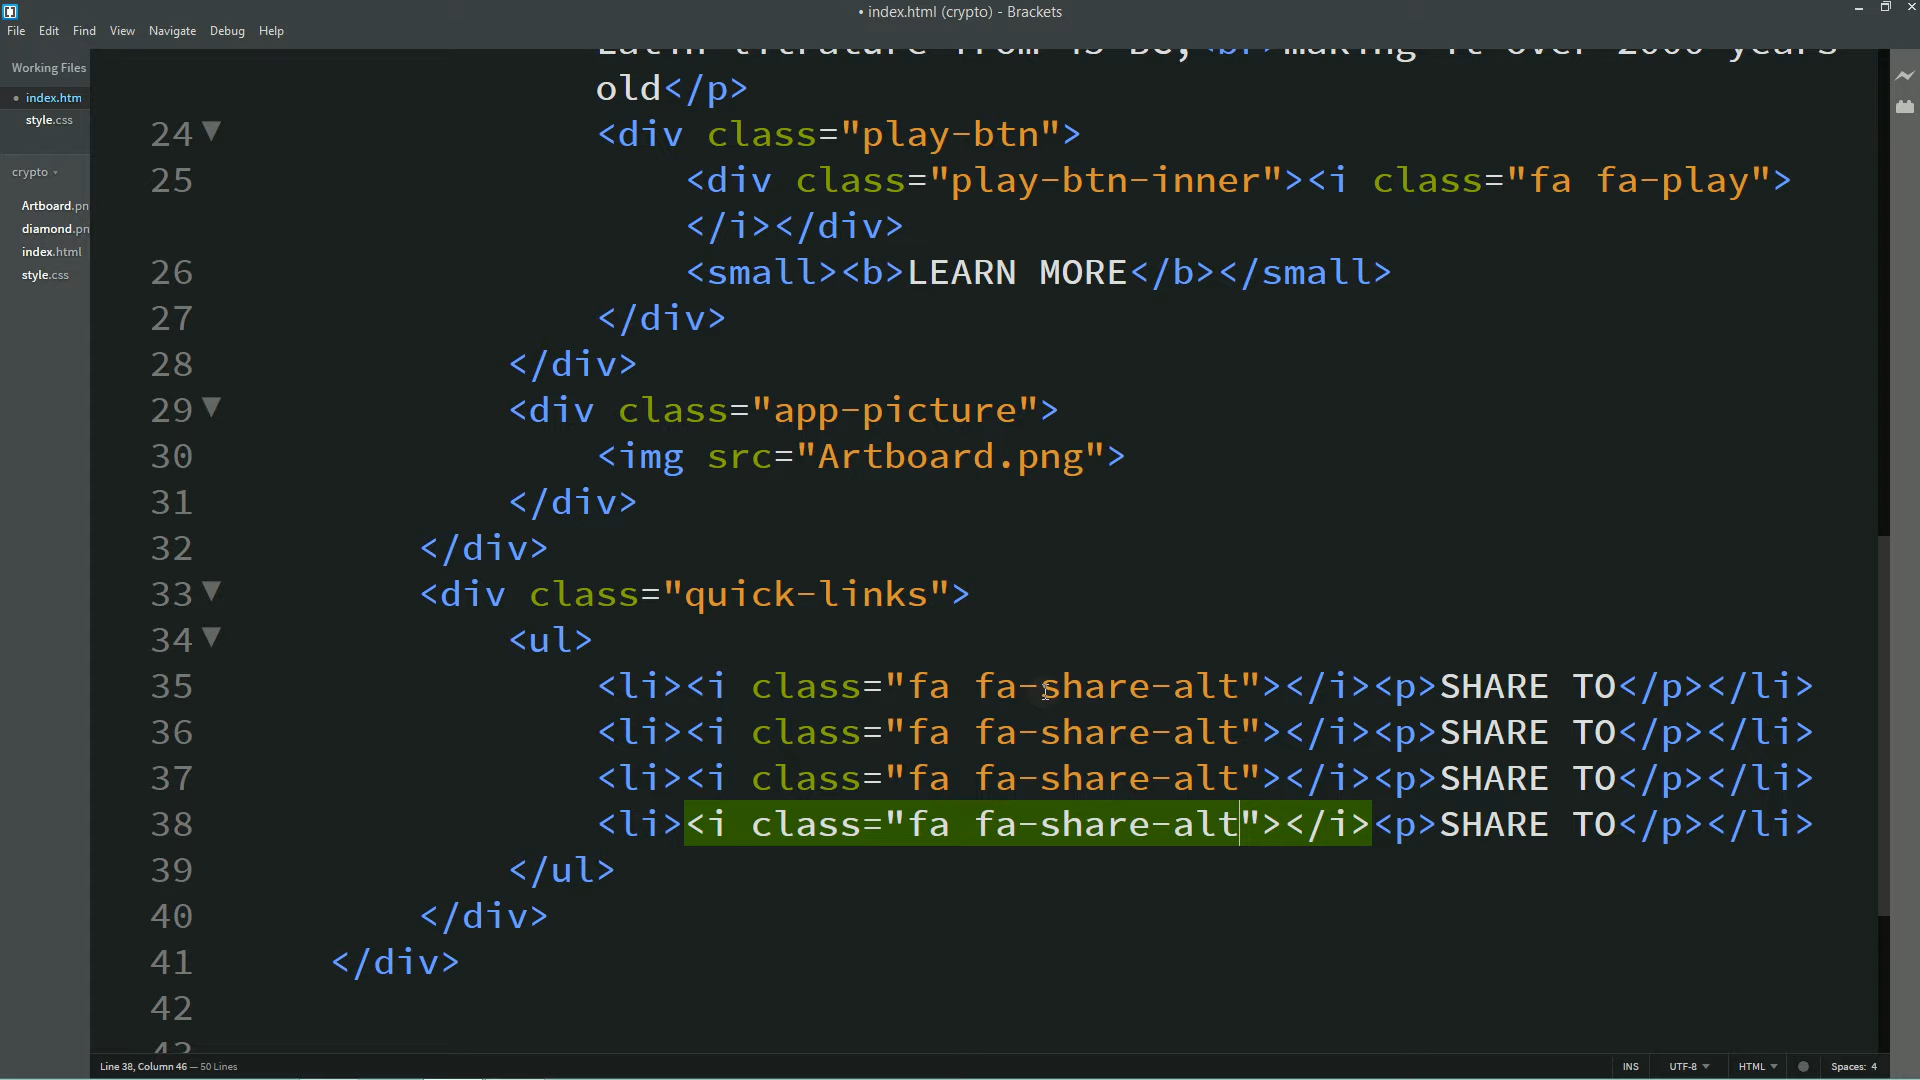 • index.html (crypto) - Brackets
File Edit Find View Navigate Debug Help
Working Files
• index.htm
style.css
crypto
Artboard.pn
diamond.pn
index.html
style.css
making it over 2000 years
old</p>
24 <div class="play-btn">
25 <div class="play-btn-inner"><i class="fa fa-play">
</i></div>
26 <small><b>LEARN MORE</b></small>
27 </div>
28 </div>
29 <div class="app-picture">
30 <img src="Artboard.png">
31 </div>
32 </div>
33 <div class="quick-links">
34 <ul>
35 <li><i class="fa fa-share-alt"></i><p>SHARE TO</p></li>
36 <li><i class="fa fa-share-alt"></i><p>SHARE TO</p></li>
37 <li><i class="fa fa-share-alt"></i><p>SHARE TO</p></li>
38 <li><i class="fa fa-share-alt"></i><p>SHARE TO</p></li>
39 </ul>
40 </div>
41 </div>
42
43
Line 38, Column 46 — 50 Lines
INS UTF-8 HTML Spaces: 4